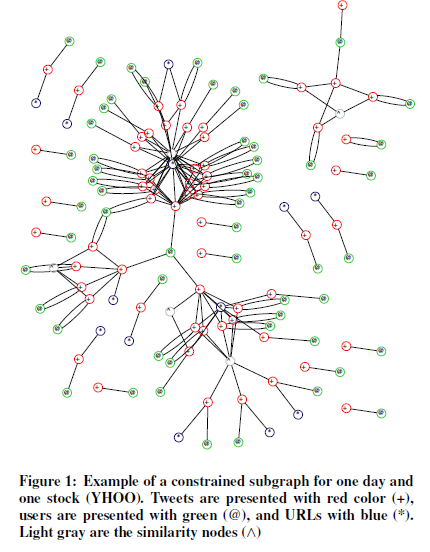 Figure 1: Example of a constrained subgraph for one day and
one stock (YHOO). Tweets are presented with red color (+),
users are presented with green (@), and URLs with blue (*).
Light gray are the similarity nodes (∧)